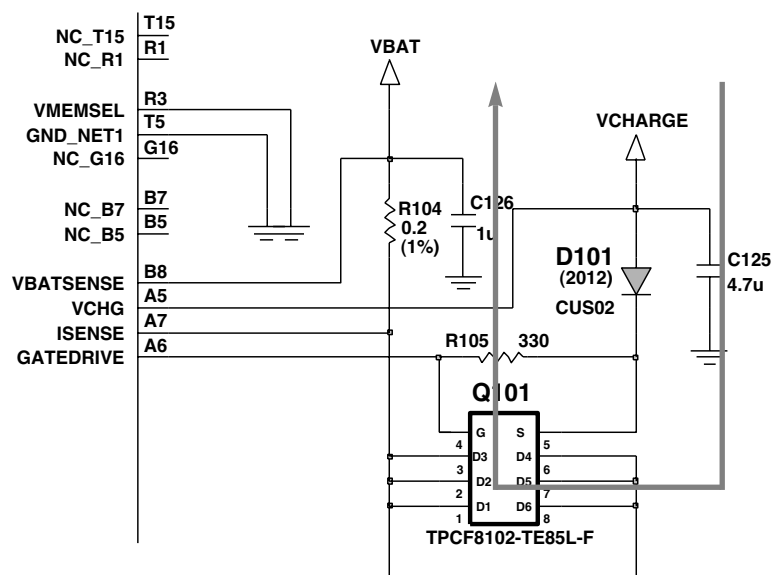 T15
NC_T15
R1
NC_R1
VBAT
R3
VMEMSEL
T5
GND_NET1
G16
NC_G16
VCHARGE
B7
NC_B7
B5
NC_B5
R104
0.2
(1%)
C126
1u
D101
(2012)
CUS02
C125
4.7u
B8
VBATSENSE
A5
VCHG
A7
ISENSE
A6
GATEDRIVE
R105 330
Q101
G S
4 5
D3 D4
3 6
D2 D5
2 7
D1 D6
1 8
TPCF8102-TE85L-F